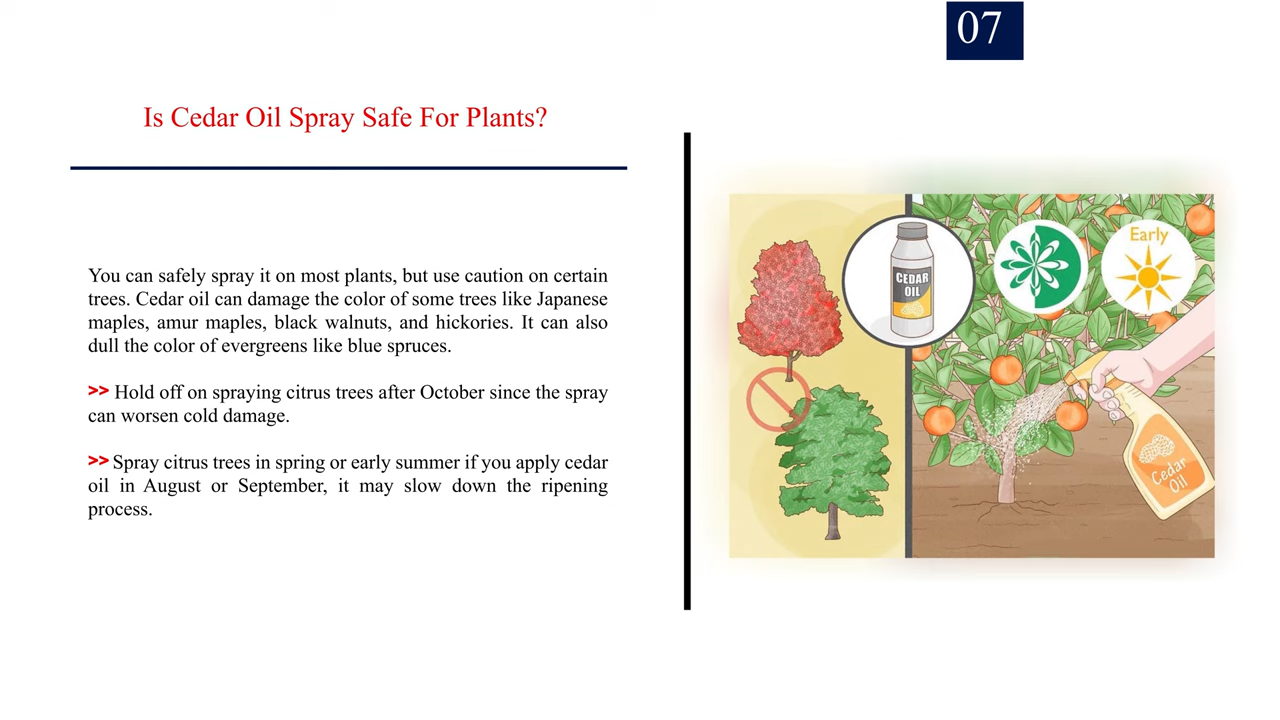 07
Is Cedar Oil Spray Safe For Plants?
You can safely spray it on most plants, but use caution on certain
trees. Cedar oil can damage the color of some trees like Japanese
maples, amur maples, black walnuts, and hickories. It can also
dull the color of evergreens like blue spruces.
>> Hold off on spraying citrus trees after October since the spray
can worsen cold damage.
>> Spray citrus trees in spring or early summer if you apply cedar
oil in August or September, it may slow down the ripening
process.
CEDAR
OIL
Early
Cedar
Oil